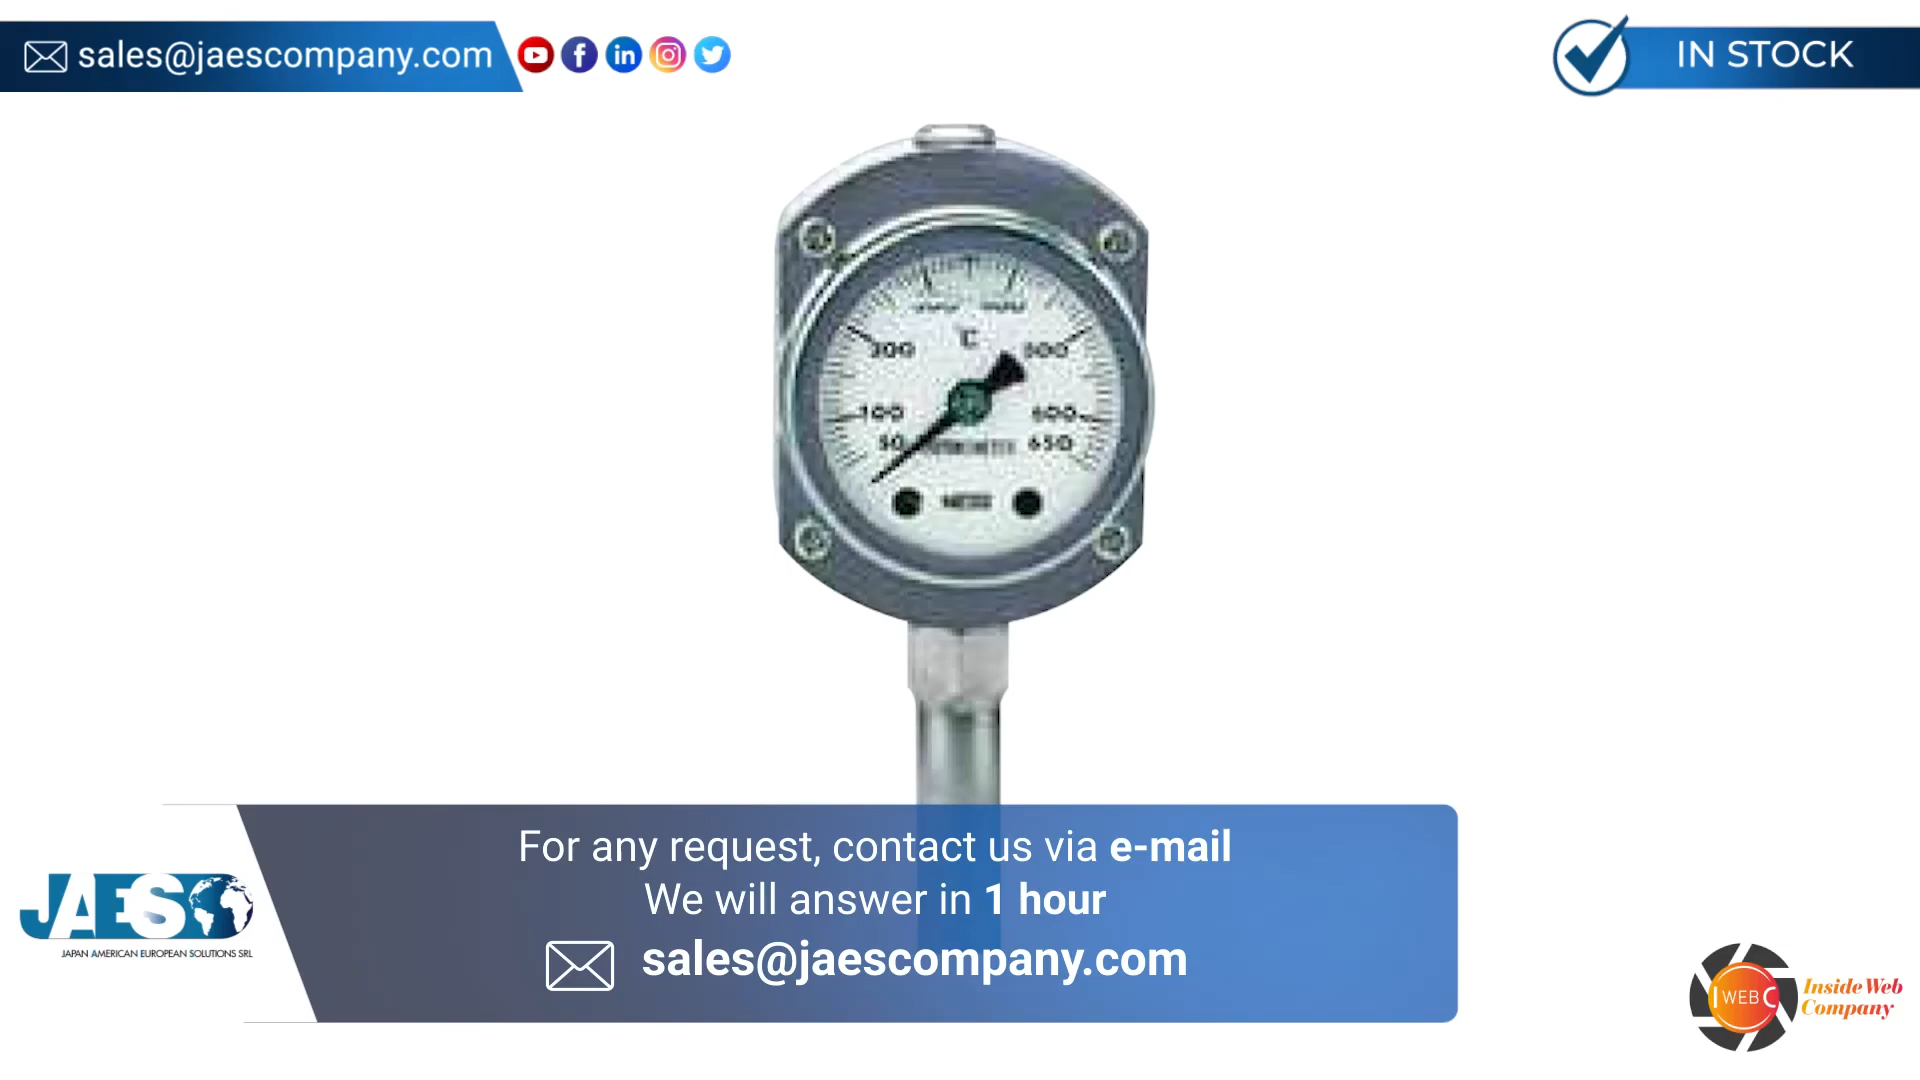 sales@jaescompany.com
IN STOCK
°C
200
500
100
600
50
650
For any request, contact us via e-mail
We will answer in 1 hour
sales@jaescompany.com
JAES
JAPAN AMERICAN EUROPEAN SOLUTIONS SRL
I WEB C
Inside Web
Company